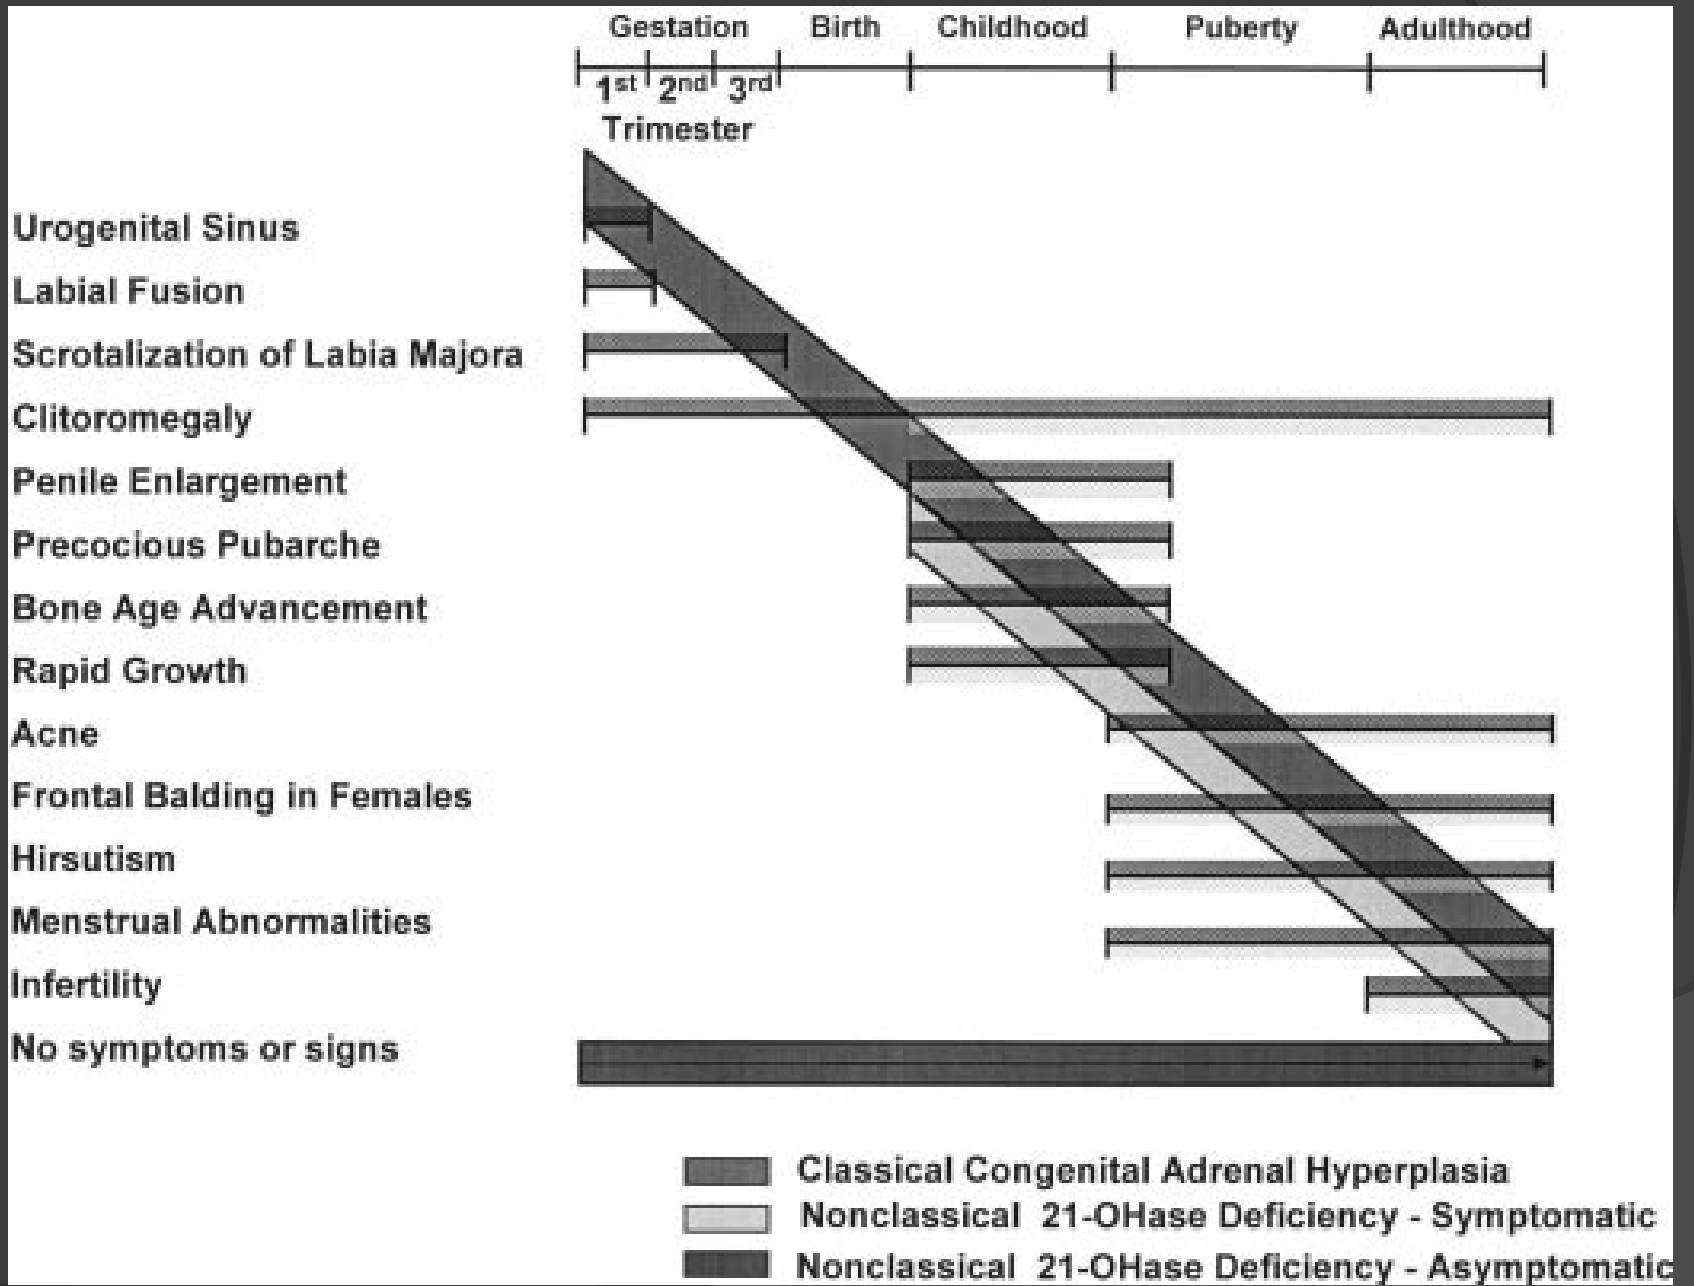 Gestation Birth Childhood Puberty Adulthood
1st 2nd 3rd
Trimester
Urogenital Sinus
Labial Fusion
Scrotalization of Labia Majora
Clitoromegaly
Penile Enlargement
Precocious Pubarche
Bone Age Advancement
Rapid Growth
Acne
Frontal Balding in Females
Hirsutism
Menstrual Abnormalities
Infertility
No symptoms or signs
Classical Congenital Adrenal Hyperplasia
Nonclassical 21-OHase Deficiency - Symptomatic
Nonclassical 21-OHase Deficiency - Asymptomatic